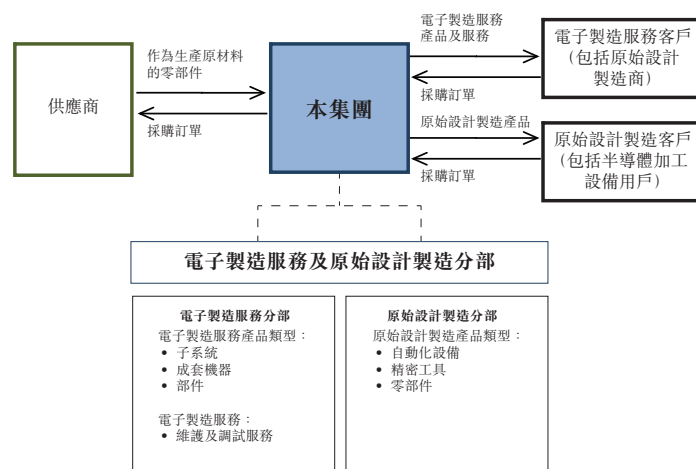 供應商
作為生產原材料
的零部件
採購訂單
本集團
電子製造服務
產品及服務
採購訂單
電子製造服務客戶
(包括原始設計
製造商)
原始設計製造產品
採購訂單
原始設計製造客戶
(包括半導體加工
設備用戶)
電子製造服務及原始設計製造分部
電子製造服務分部
電子製造服務產品類型：
• 子系統
• 成套機器
• 部件
電子製造服務：
• 維護及調試服務
原始設計製造分部
原始設計製造產品類型：
• 自動化設備
• 精密工具
• 零部件